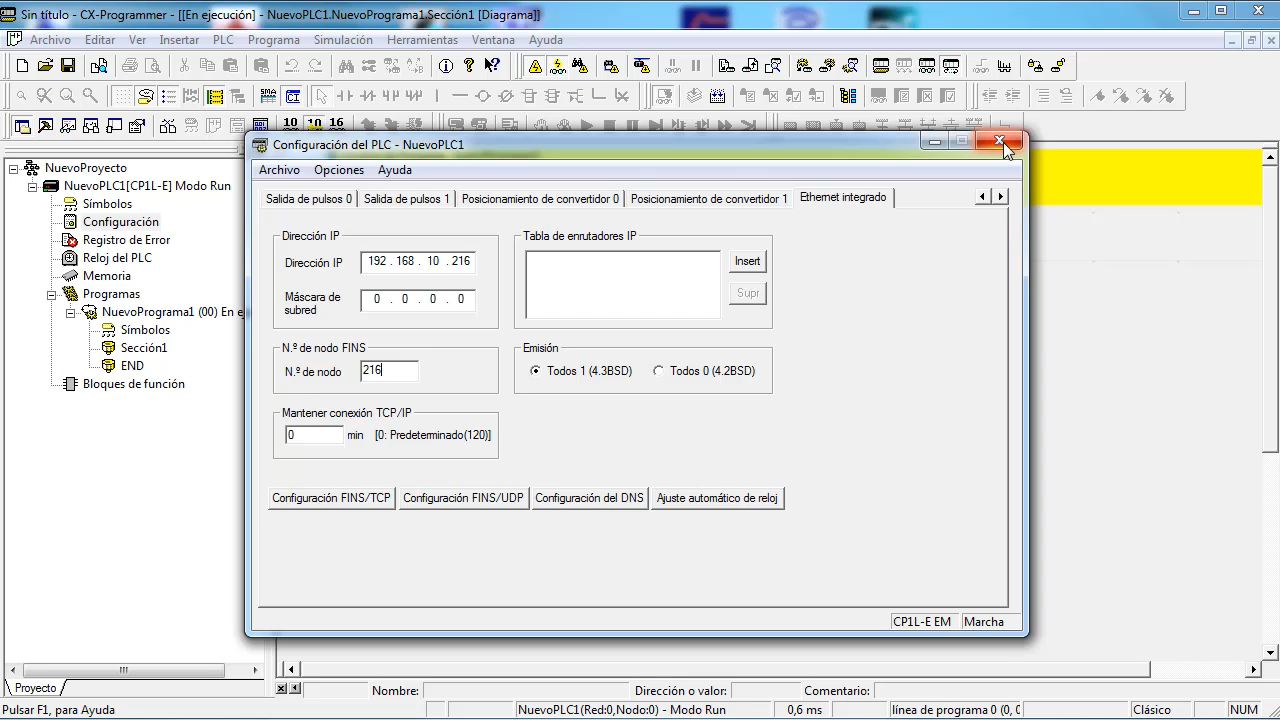 Sin título - CX-Programmer - [[En ejecución] - NuevoPLC1.NuevoPrograma1.Sección1 [Diagrama]]
Archivo Editar Ver Insertar PLC Programa Simulación Herramientas Ventana Ayuda
10 10 16
NuevoProyecto
NuevoPLC1[CP1L-E] Modo Run
Símbolos
Configuración
Registro de Error
Reloj del PLC
Memoria
Programas
NuevoPrograma1 (00) En e
Símbolos
Sección1
END
Bloques de función
Proyecto
Configuración del PLC - NuevoPLC1
Archivo Opciones Ayuda
Salida de pulsos 0 Salida de pulsos 1 Posicionamiento de convertidor 0 Posicionamiento de convertidor 1 Ethernet integrado
Dirección IP
Dirección IP 192 . 168 . 10 . 216
Máscara de subred 0 . 0 . 0 . 0
Tabla de enrutadores IP
Insert
Supr
N.º de nodo FINS
N.º de nodo 216
Emisión
Todos 1 (4.3BSD) Todos 0 (4.2BSD)
Mantener conexión TCP/IP
0 min [0: Predeterminado(120)]
Configuración FINS/TCP Configuración FINS/UDP Configuración del DNS Ajuste automático de reloj
CP1L-E EM Marcha
Nombre: Dirección o valor: Comentario:
Pulsar F1, para Ayuda NuevoPLC1(Red:0,Nodo:0) - Modo Run 0,6 ms línea de programa 0 (0, 0 Clásico NUM